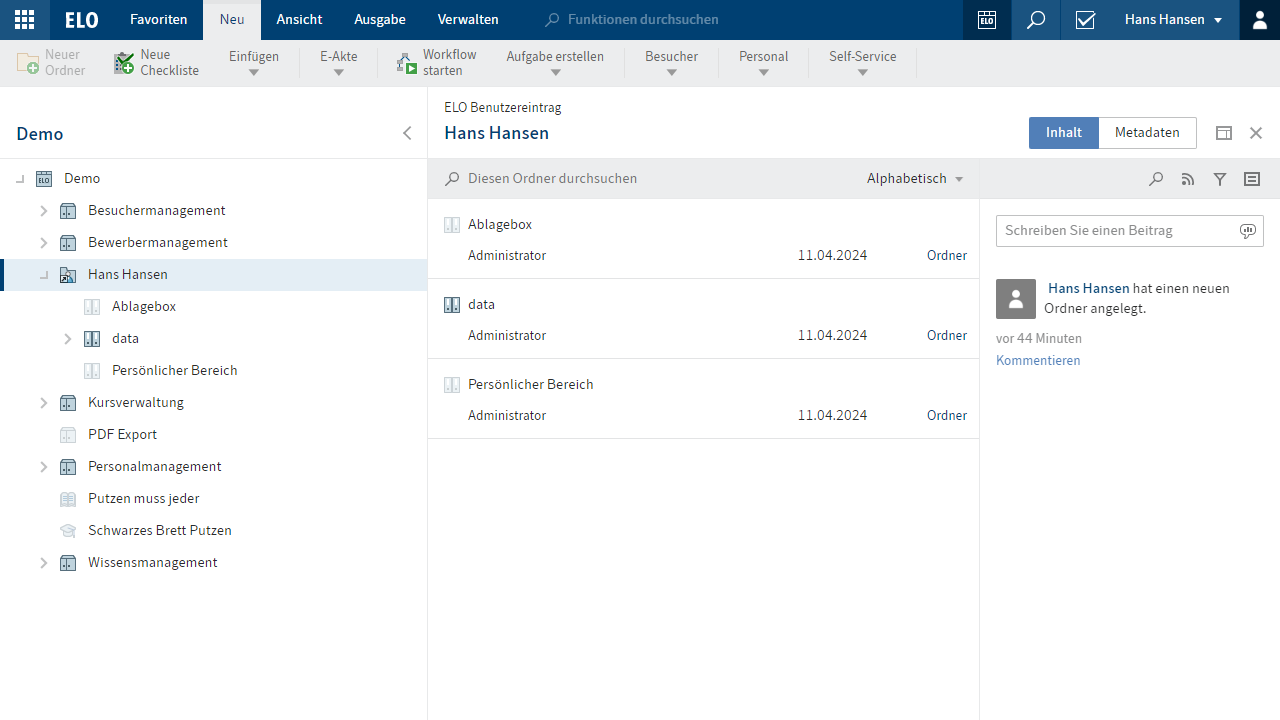 ELO Favoriten Neu Ansicht Ausgabe Verwalten Funktionen durchsuchen ELO Hans Hansen
Neuer Ordner
Neue Checkliste
Einfügen
E-Akte
Workflow starten
Aufgabe erstellen
Besucher
Personal
Self-Service
Demo
ELO Demo
Besuchermanagement
Bewerbermanagement
Hans Hansen
Ablagebox
data
Persönlicher Bereich
Kursverwaltung
PDF Export
Personalmanagement
Putzen muss jeder
Schwarzes Brett Putzen
Wissensmanagement
ELO Benutzereintrag
Hans Hansen
Inhalt Metadaten
Diesen Ordner durchsuchen Alphabetisch
Ablagebox
Administrator 11.04.2024 Ordner
data
Administrator 11.04.2024 Ordner
Persönlicher Bereich
Administrator 11.04.2024 Ordner
Schreiben Sie einen Beitrag
Hans Hansen hat einen neuen
Ordner angelegt.
vor 44 Minuten
Kommentieren